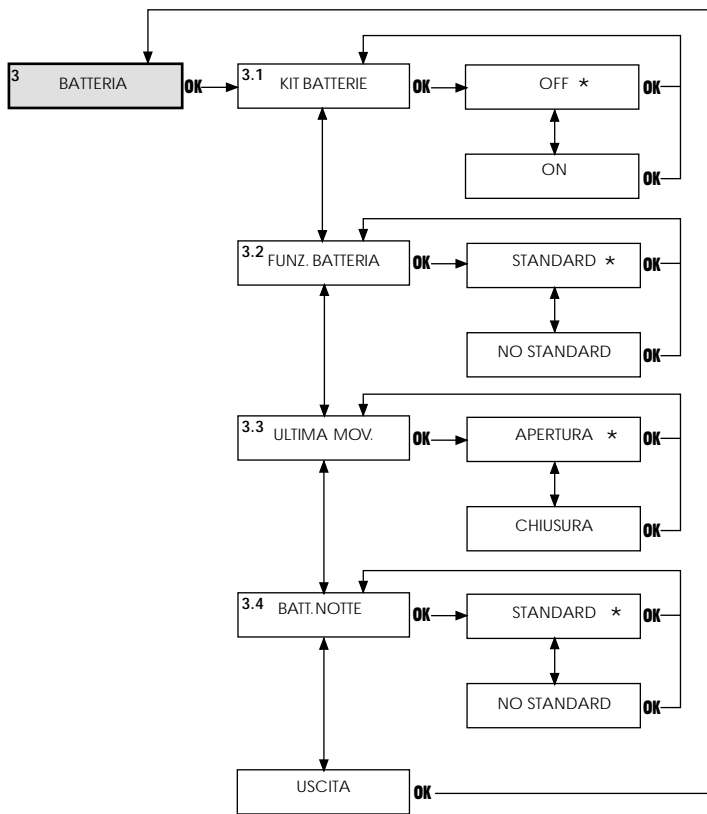 3 BATTERIA OK
3.1 KIT BATTERIE OK
OFF * OK
ON OK
3.2 FUNZ. BATTERIA OK
STANDARD * OK
NO STANDARD OK
3.3 ULTIMA MOV. OK
APERTURA * OK
CHIUSURA OK
3.4 BATT. NOTTE OK
STANDARD * OK
NO STANDARD OK
USCITA OK